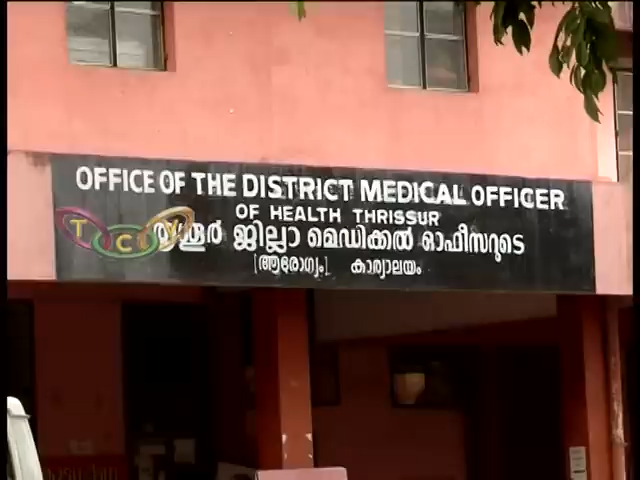 OFFICE OF THE DISTRICT MEDICAL OFFICER
OF HEALTH THRISSUR
തൃശൂർ ജില്ലാ മെഡിക്കൽ ഓഫീസറുടെ
[ആരോഗ്യം] കാര്യാലയം
TCV